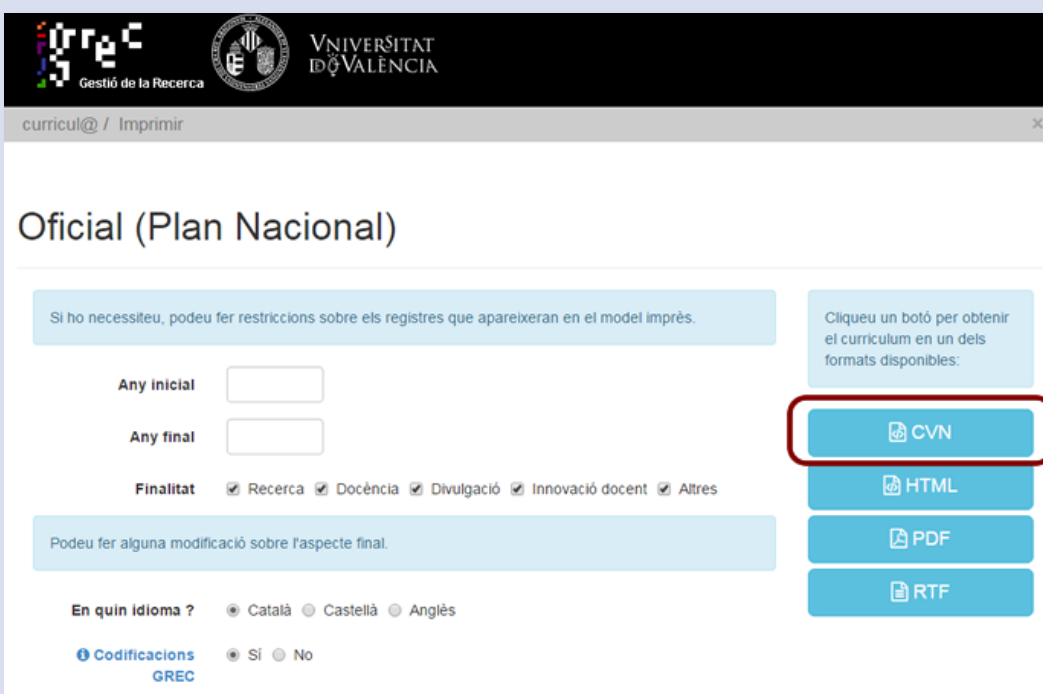 grec
Gestió de la Recerca
VNIVERSITAT
DǾVALÈNCIA
curricul@ / Imprimir
×
Oficial (Plan Nacional)
Si ho necessiteu, podeu fer restriccions sobre els registres que apareixeran en el model imprès.
Any inicial
Any final
Finalitat Recerca Docència Divulgació Innovació docent Altres
Podeu fer alguna modificació sobre l'aspecte final.
En quin idioma ? Català Castellà Anglès
Codificacions Sí No
GREC
Cliqueu un botó per obtenir
el curriculum en un dels
formats disponibles:
CVN
HTML
PDF
RTF